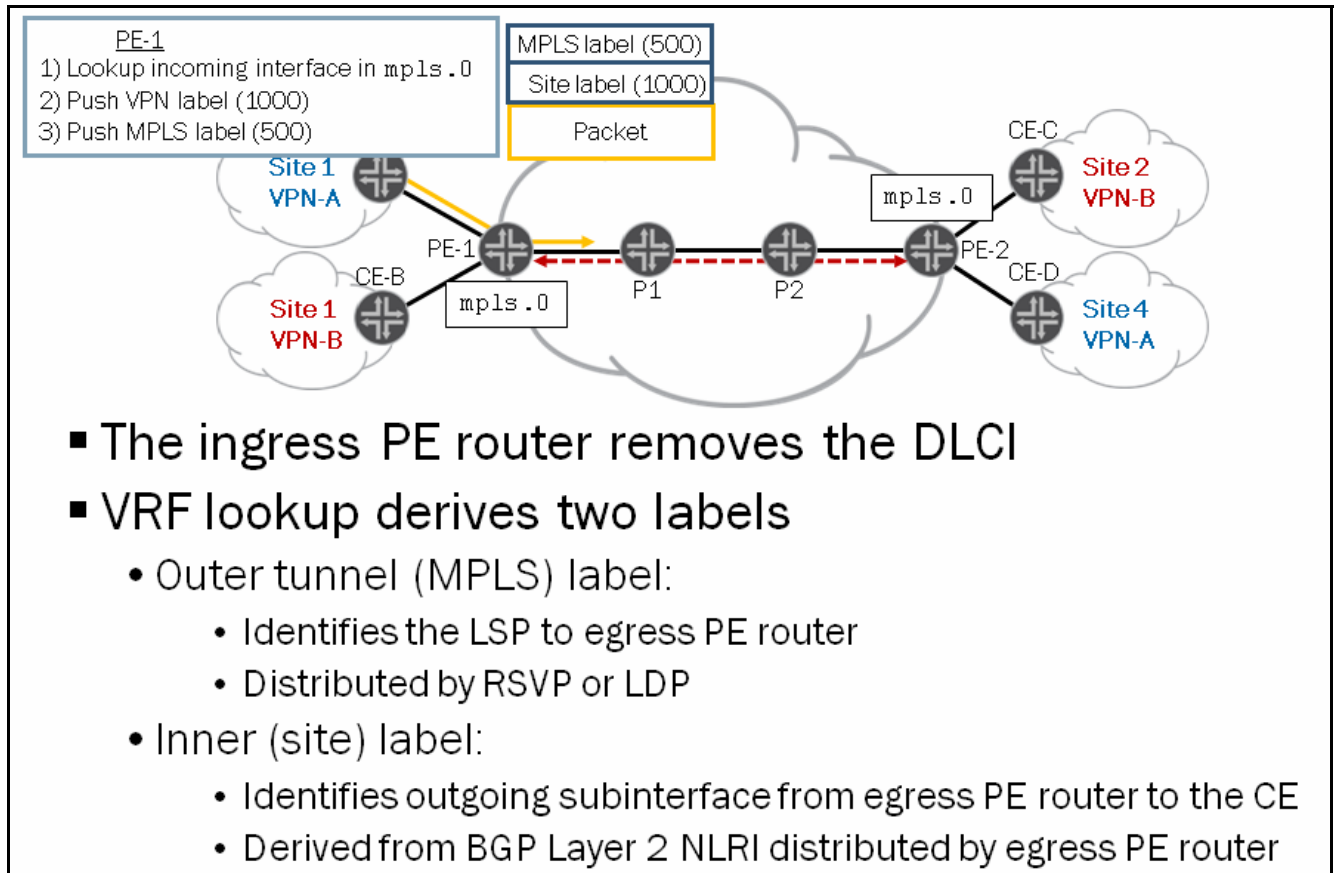 PE-1
1) Lookup incoming interface in mpls.0
2) Push VPN label (1000)
3) Push MPLS label (500)
MPLS label (500)
Site label (1000)
Packet
Site 1
VPN-A
CE-B
Site 1
VPN-B
PE-1
mpls.0
P1
P2
mpls.0
PE-2
CE-C
Site 2
VPN-B
CE-D
Site 4
VPN-A
▪ The ingress PE router removes the DLCI
▪ VRF lookup derives two labels
• Outer tunnel (MPLS) label:
• Identifies the LSP to egress PE router
• Distributed by RSVP or LDP
• Inner (site) label:
• Identifies outgoing subinterface from egress PE router to the CE
• Derived from BGP Layer 2 NLRI distributed by egress PE router